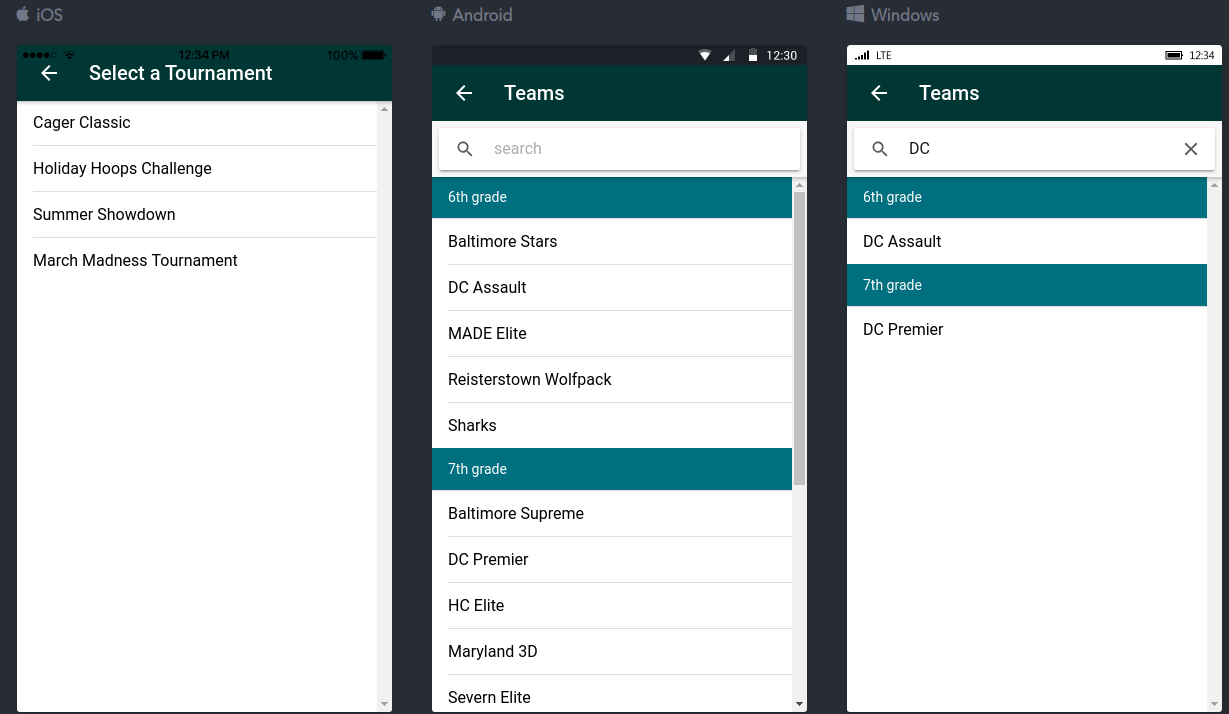 iOS
12:34 PM
100%
Select a Tournament
Cager Classic
Holiday Hoops Challenge
Summer Showdown
March Madness Tournament
Android
12:30
Teams
search
6th grade
Baltimore Stars
DC Assault
MADE Elite
Reisterstown Wolfpack
Sharks
7th grade
Baltimore Supreme
DC Premier
HC Elite
Maryland 3D
Severn Elite
Windows
LTE 12:34
Teams
DC
6th grade
DC Assault
7th grade
DC Premier